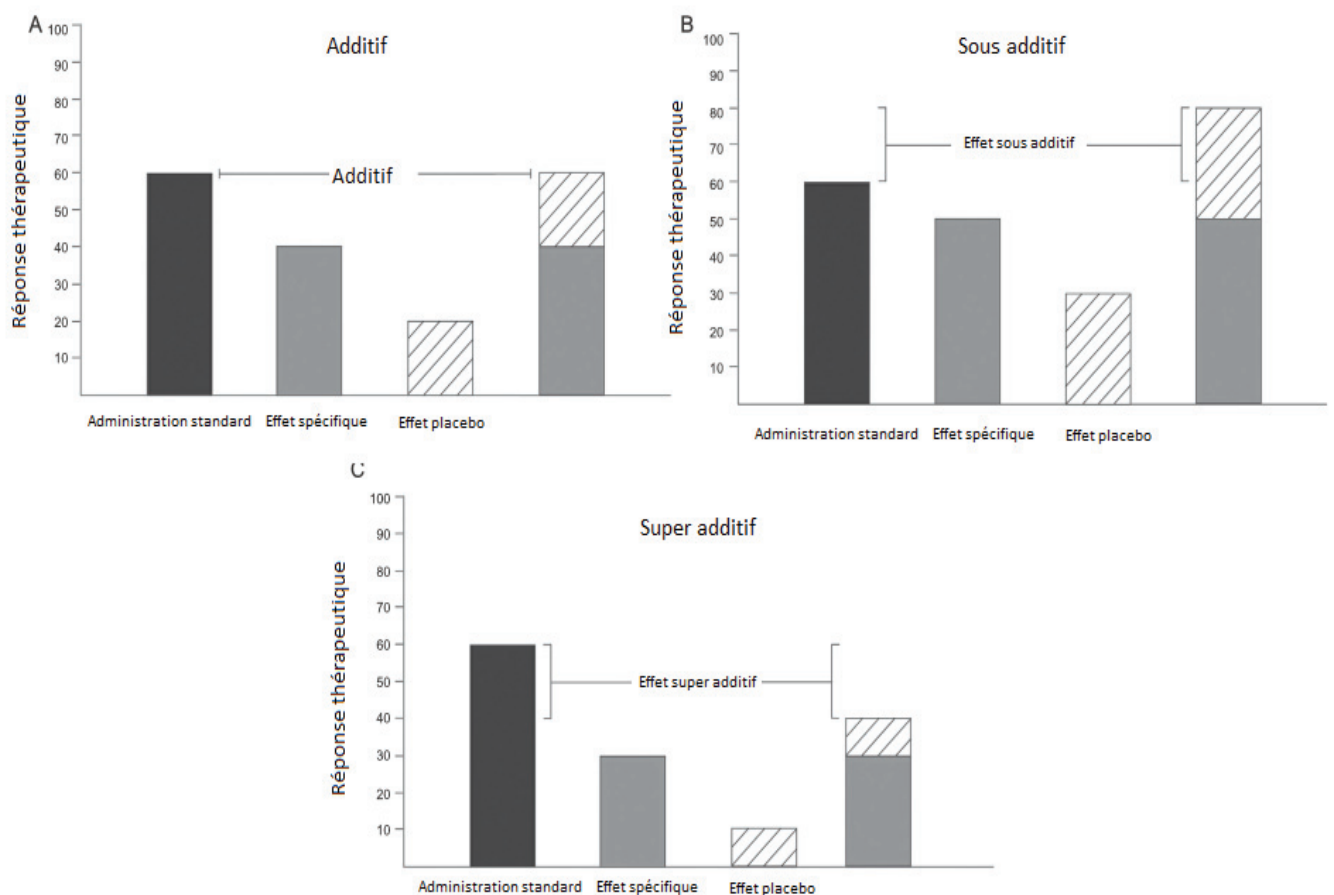 A
Additif
Réponse thérapeutique
100
90
80
70
60
50
40
30
20
10
Additif
Administration standard
Effet spécifique
Effet placebo
B
Sous additif
Réponse thérapeutique
100
90
80
70
60
50
40
30
20
10
Effet sous additif
Administration standard
Effet spécifique
Effet placebo
C
Super additif
Réponse thérapeutique
100
90
80
70
60
50
40
30
20
10
Effet super additif
Administration standard
Effet spécifique
Effet placebo